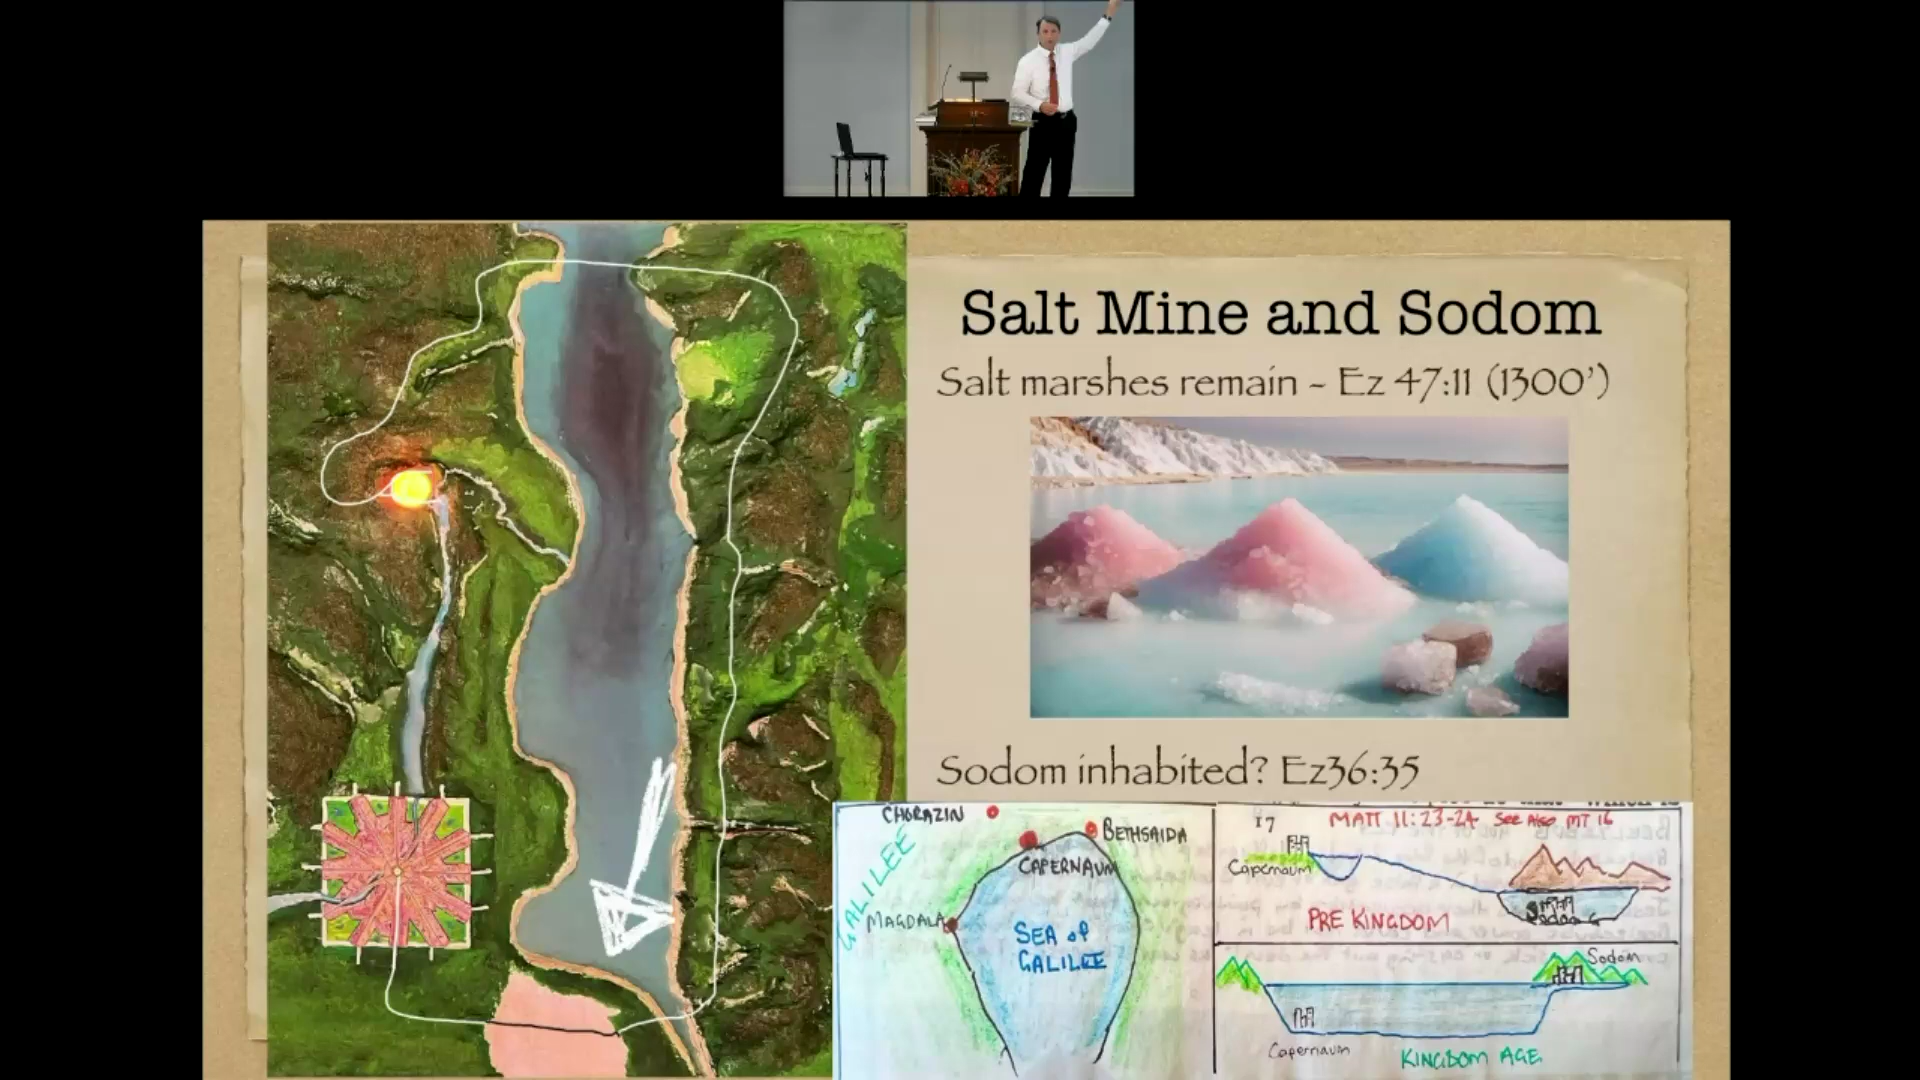 Salt Mine and Sodom
Salt marshes remain - Ez 47:11 (1300')
Sodom inhabited? Ez36:35
CHORAZIN
BETHSAIDA
CAPERNAUM
GALILEE
MAGDALA
SEA of
GALILEE
17 MATT 11:23-24 See Also MT 16
Capernaum
Sodom
PRE KINGDOM
Sodom
Capernaum
KINGDOM AGE